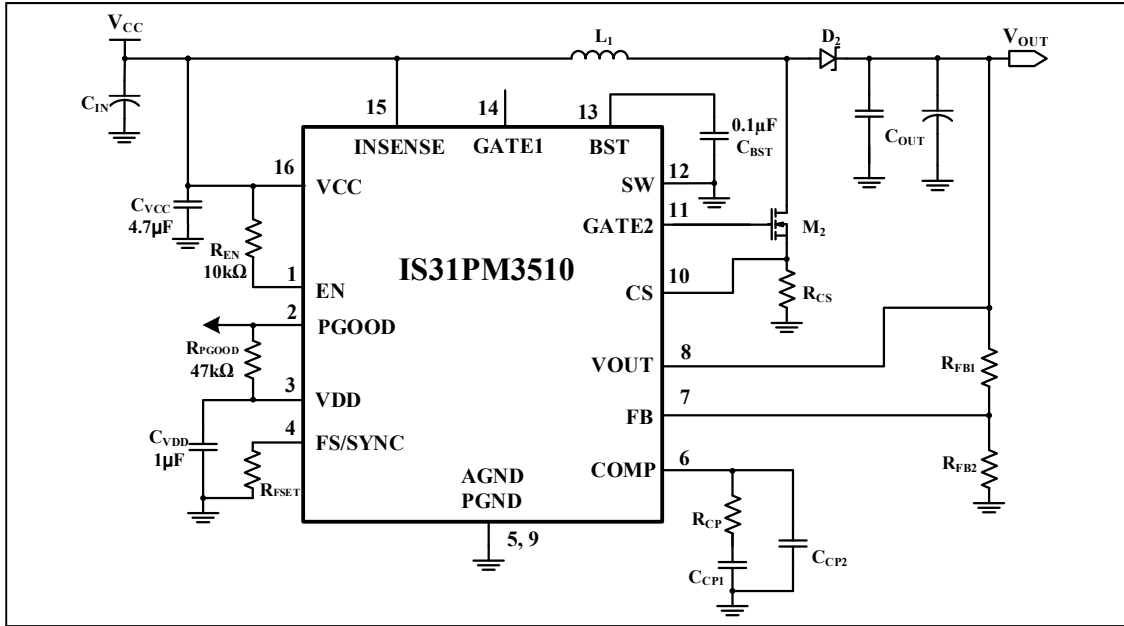 VCC
L1
D2
VOUT
CIN
15
14
13
0.1µF
CBST
COUT
INSENSE
GATE1
BST
16
VCC
SW
12
CVCC
4.7µF
GATE2
11
M2
REN
10kΩ
IS31PM3510
1
EN
CS
10
RCS
2
PGOOD
RPGOOD
47kΩ
VOUT
8
RFB1
3
VDD
7
FB
CVDD
1µF
4
FS/SYNC
RFSET
COMP
6
RFB2
AGND
PGND
5, 9
RCP
CCP1
CCP2